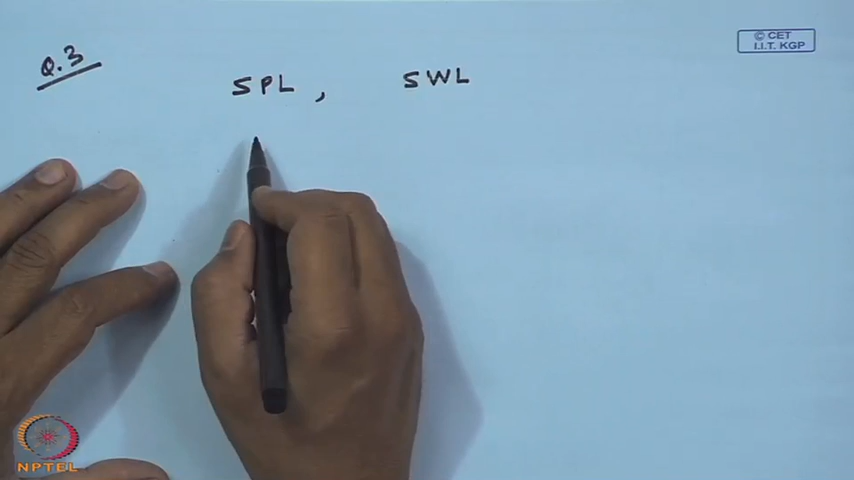 Q.3
SPL, SWL
© CET
I.I.T. KGP
NPTEL